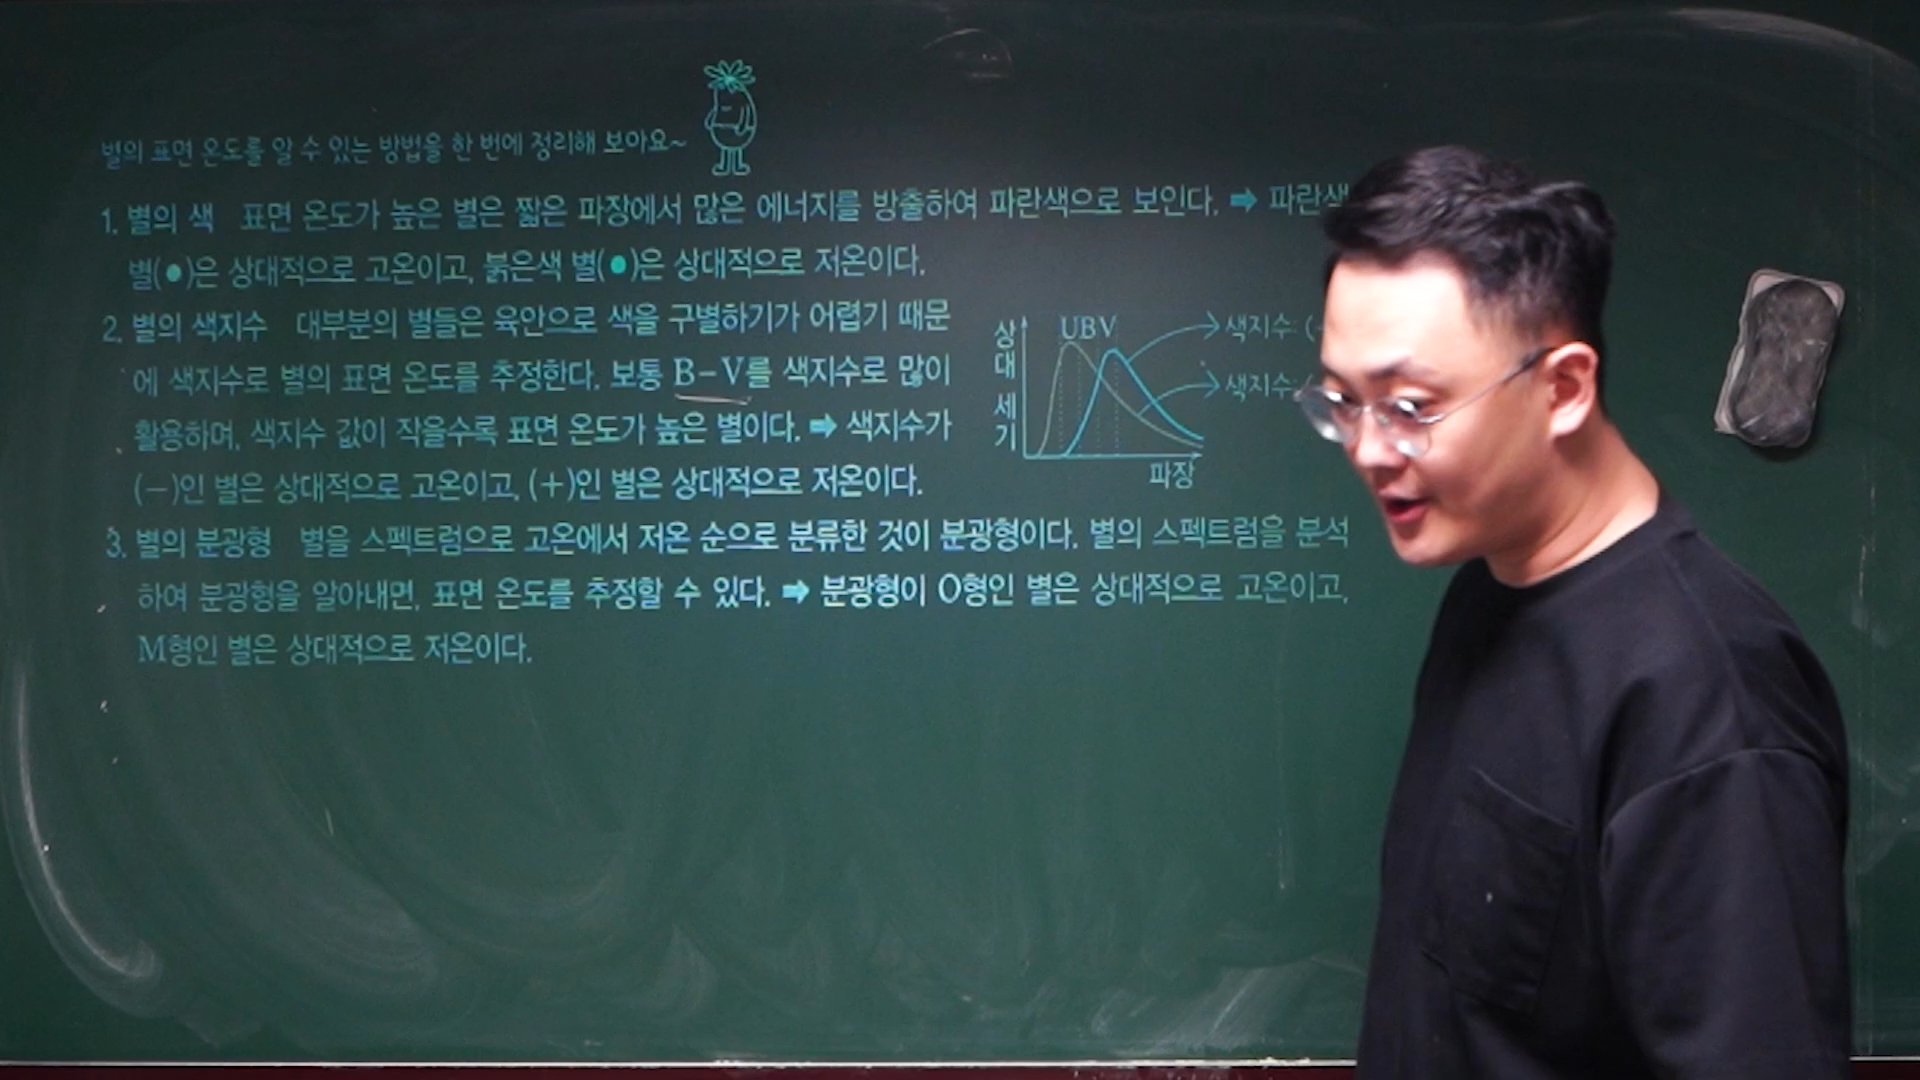 별의 표면 온도를 알 수 있는 방법을 한 번에 정리해 보아요~
1. 별의 색 표면 온도가 높은 별은 짧은 파장에서 많은 에너지를 방출하여 파란색으로 보인다. ➡ 파란색
별(●)은 상대적으로 고온이고, 붉은색 별(●)은 상대적으로 저온이다.
2. 별의 색지수 대부분의 별들은 육안으로 색을 구별하기가 어렵기 때문
에 색지수로 별의 표면 온도를 추정한다. 보통 B-V를 색지수로 많이
활용하며, 색지수 값이 작을수록 표면 온도가 높은 별이다. ➡ 색지수가
(-)인 별은 상대적으로 고온이고, (+)인 별은 상대적으로 저온이다.
상대 세기
UBV
색지수: (
색지수:
파장
3. 별의 분광형 별을 스펙트럼으로 고온에서 저온 순으로 분류한 것이 분광형이다. 별의 스펙트럼을 분석
하여 분광형을 알아내면, 표면 온도를 추정할 수 있다. ➡ 분광형이 O형인 별은 상대적으로 고온이고,
M형인 별은 상대적으로 저온이다.